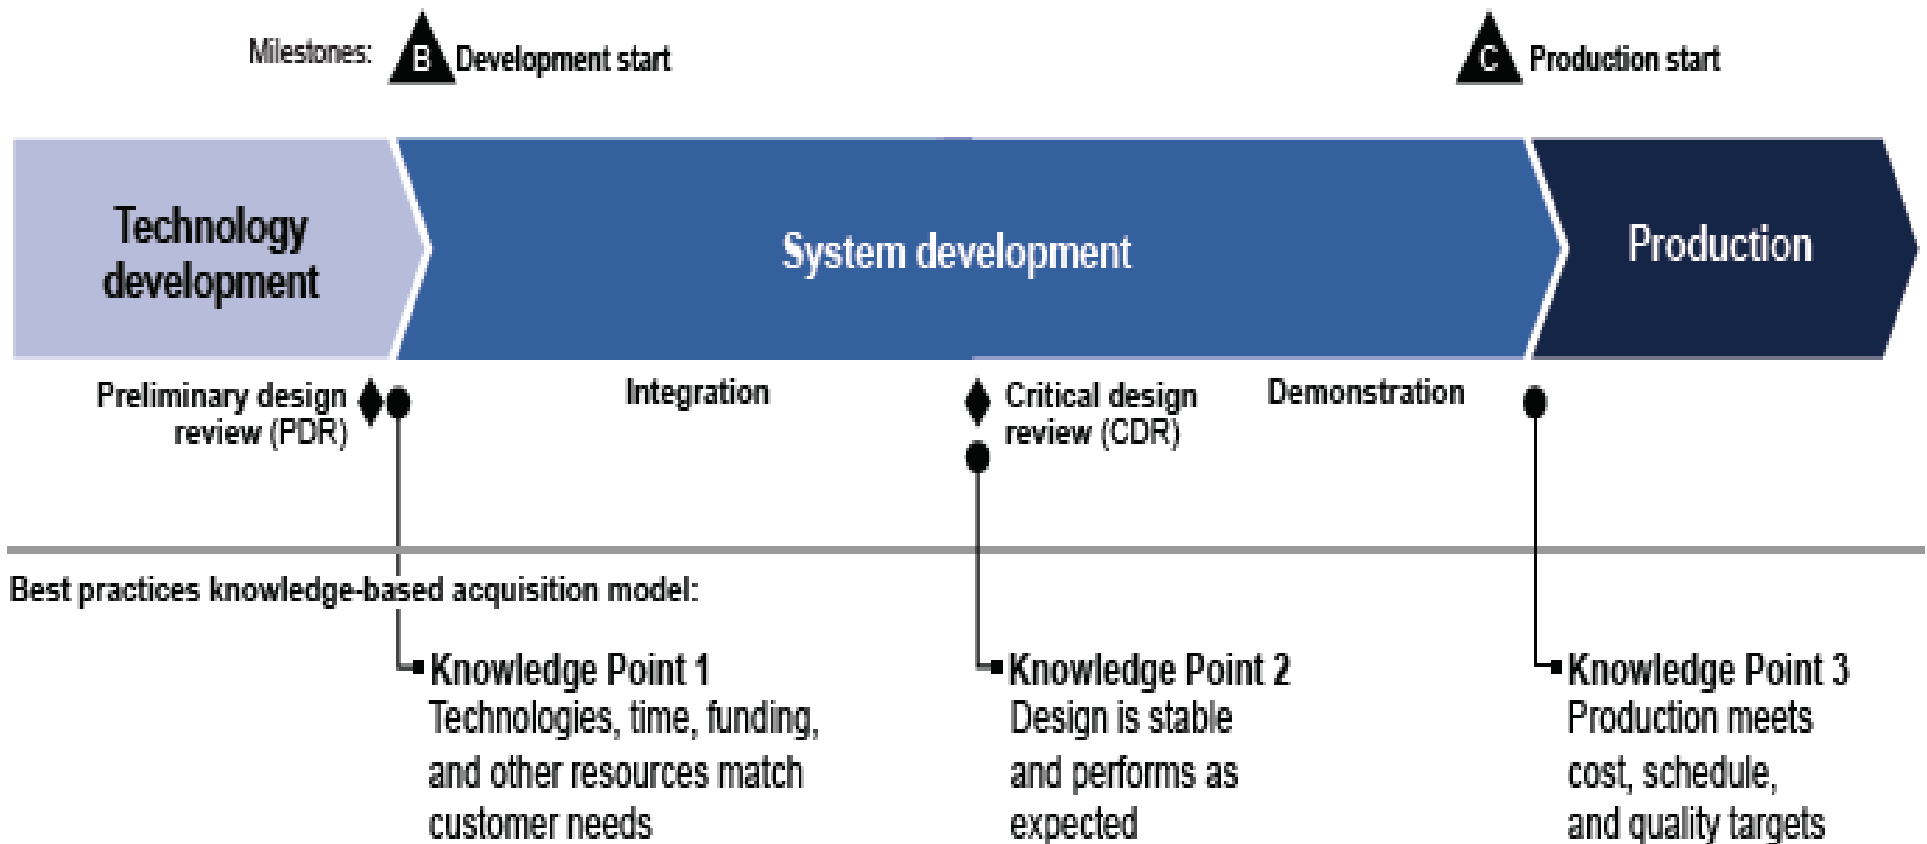 Milestones: B Development start C Production start
Technology
development
System development
Production
Preliminary design
review (PDR)
Integration
Critical design
review (CDR)
Demonstration
Best practices knowledge-based acquisition model:
Knowledge Point 1
Technologies, time, funding,
and other resources match
customer needs
Knowledge Point 2
Design is stable
and performs as
expected
Knowledge Point 3
Production meets
cost, schedule,
and quality targets